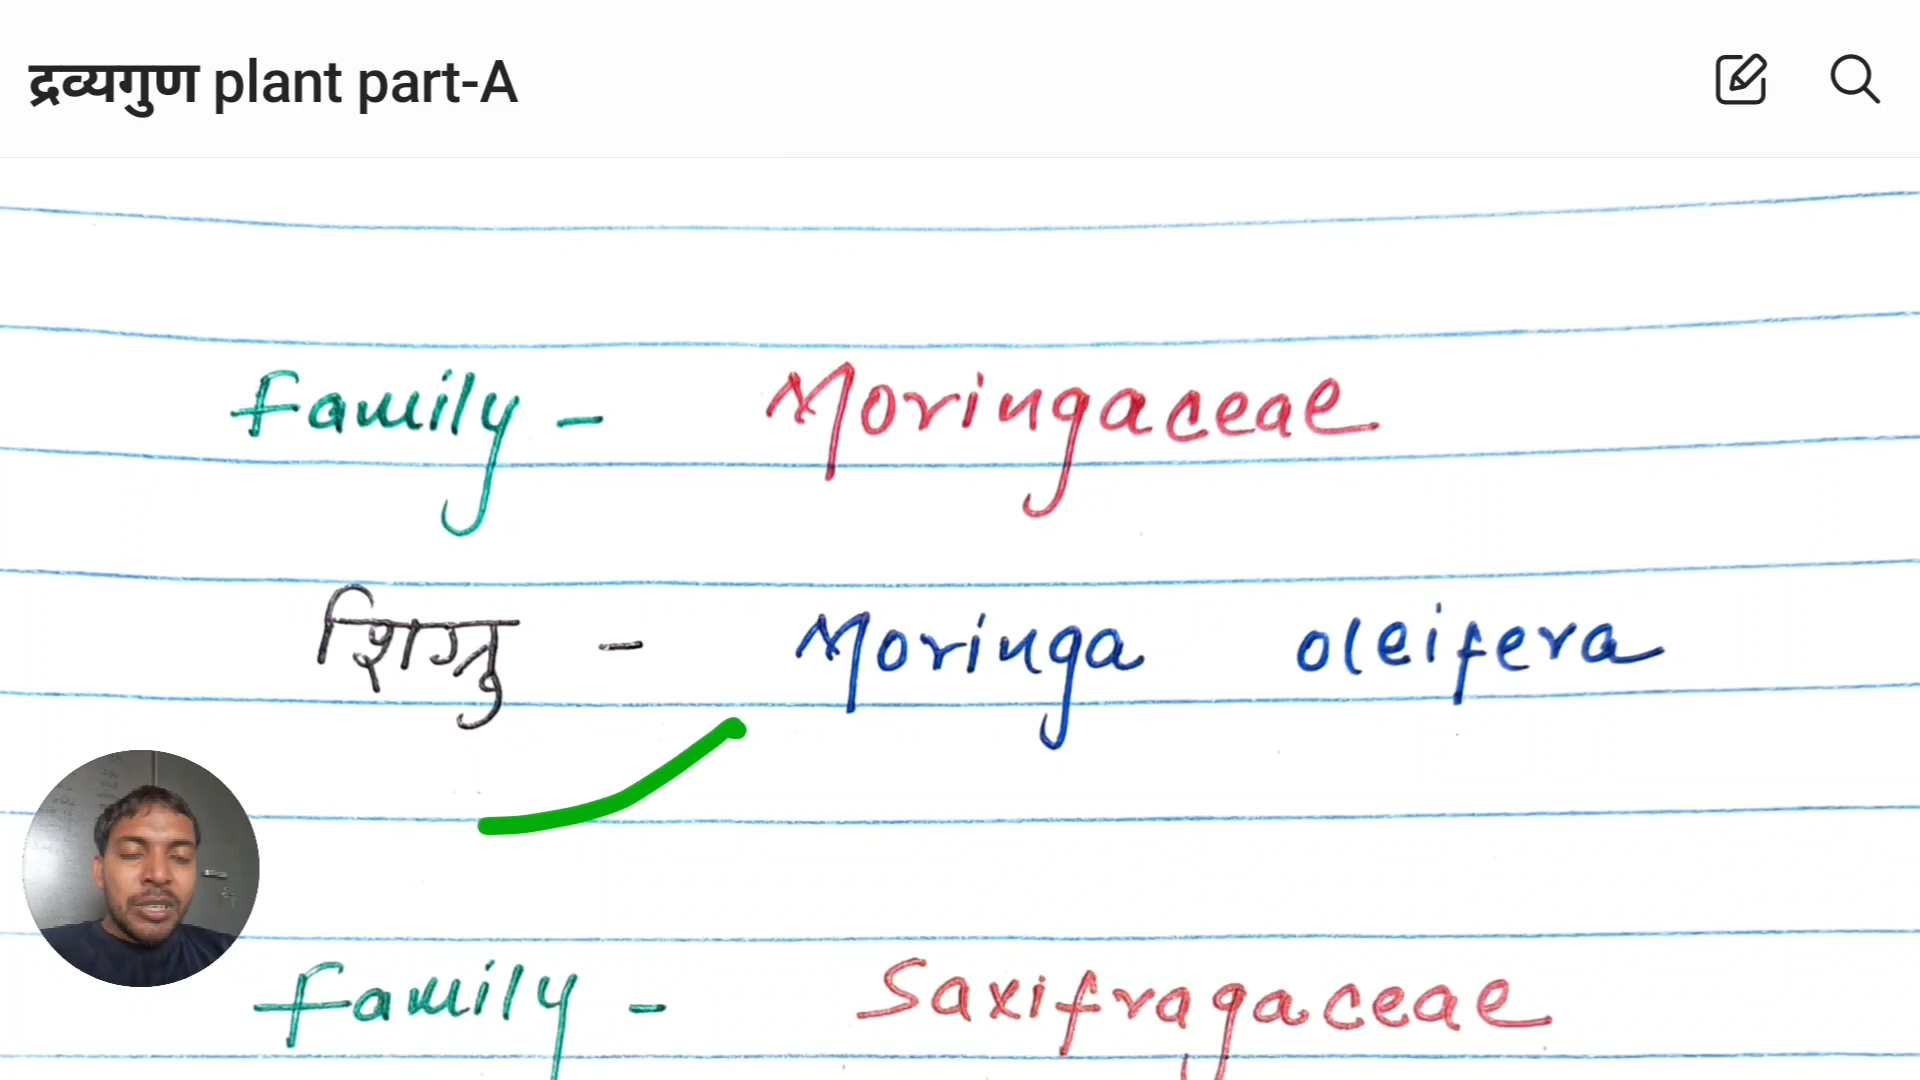 द्रव्यगुण plant part-A
Family - Moringaceae
शिग्रु - Moringa oleifera
Family - Saxifragaceae